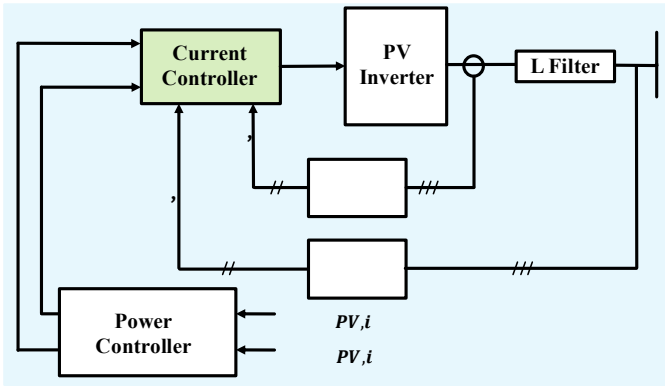 Current
Controller
PV
Inverter
L Filter
,
,
Power
Controller
PV,i
PV,i